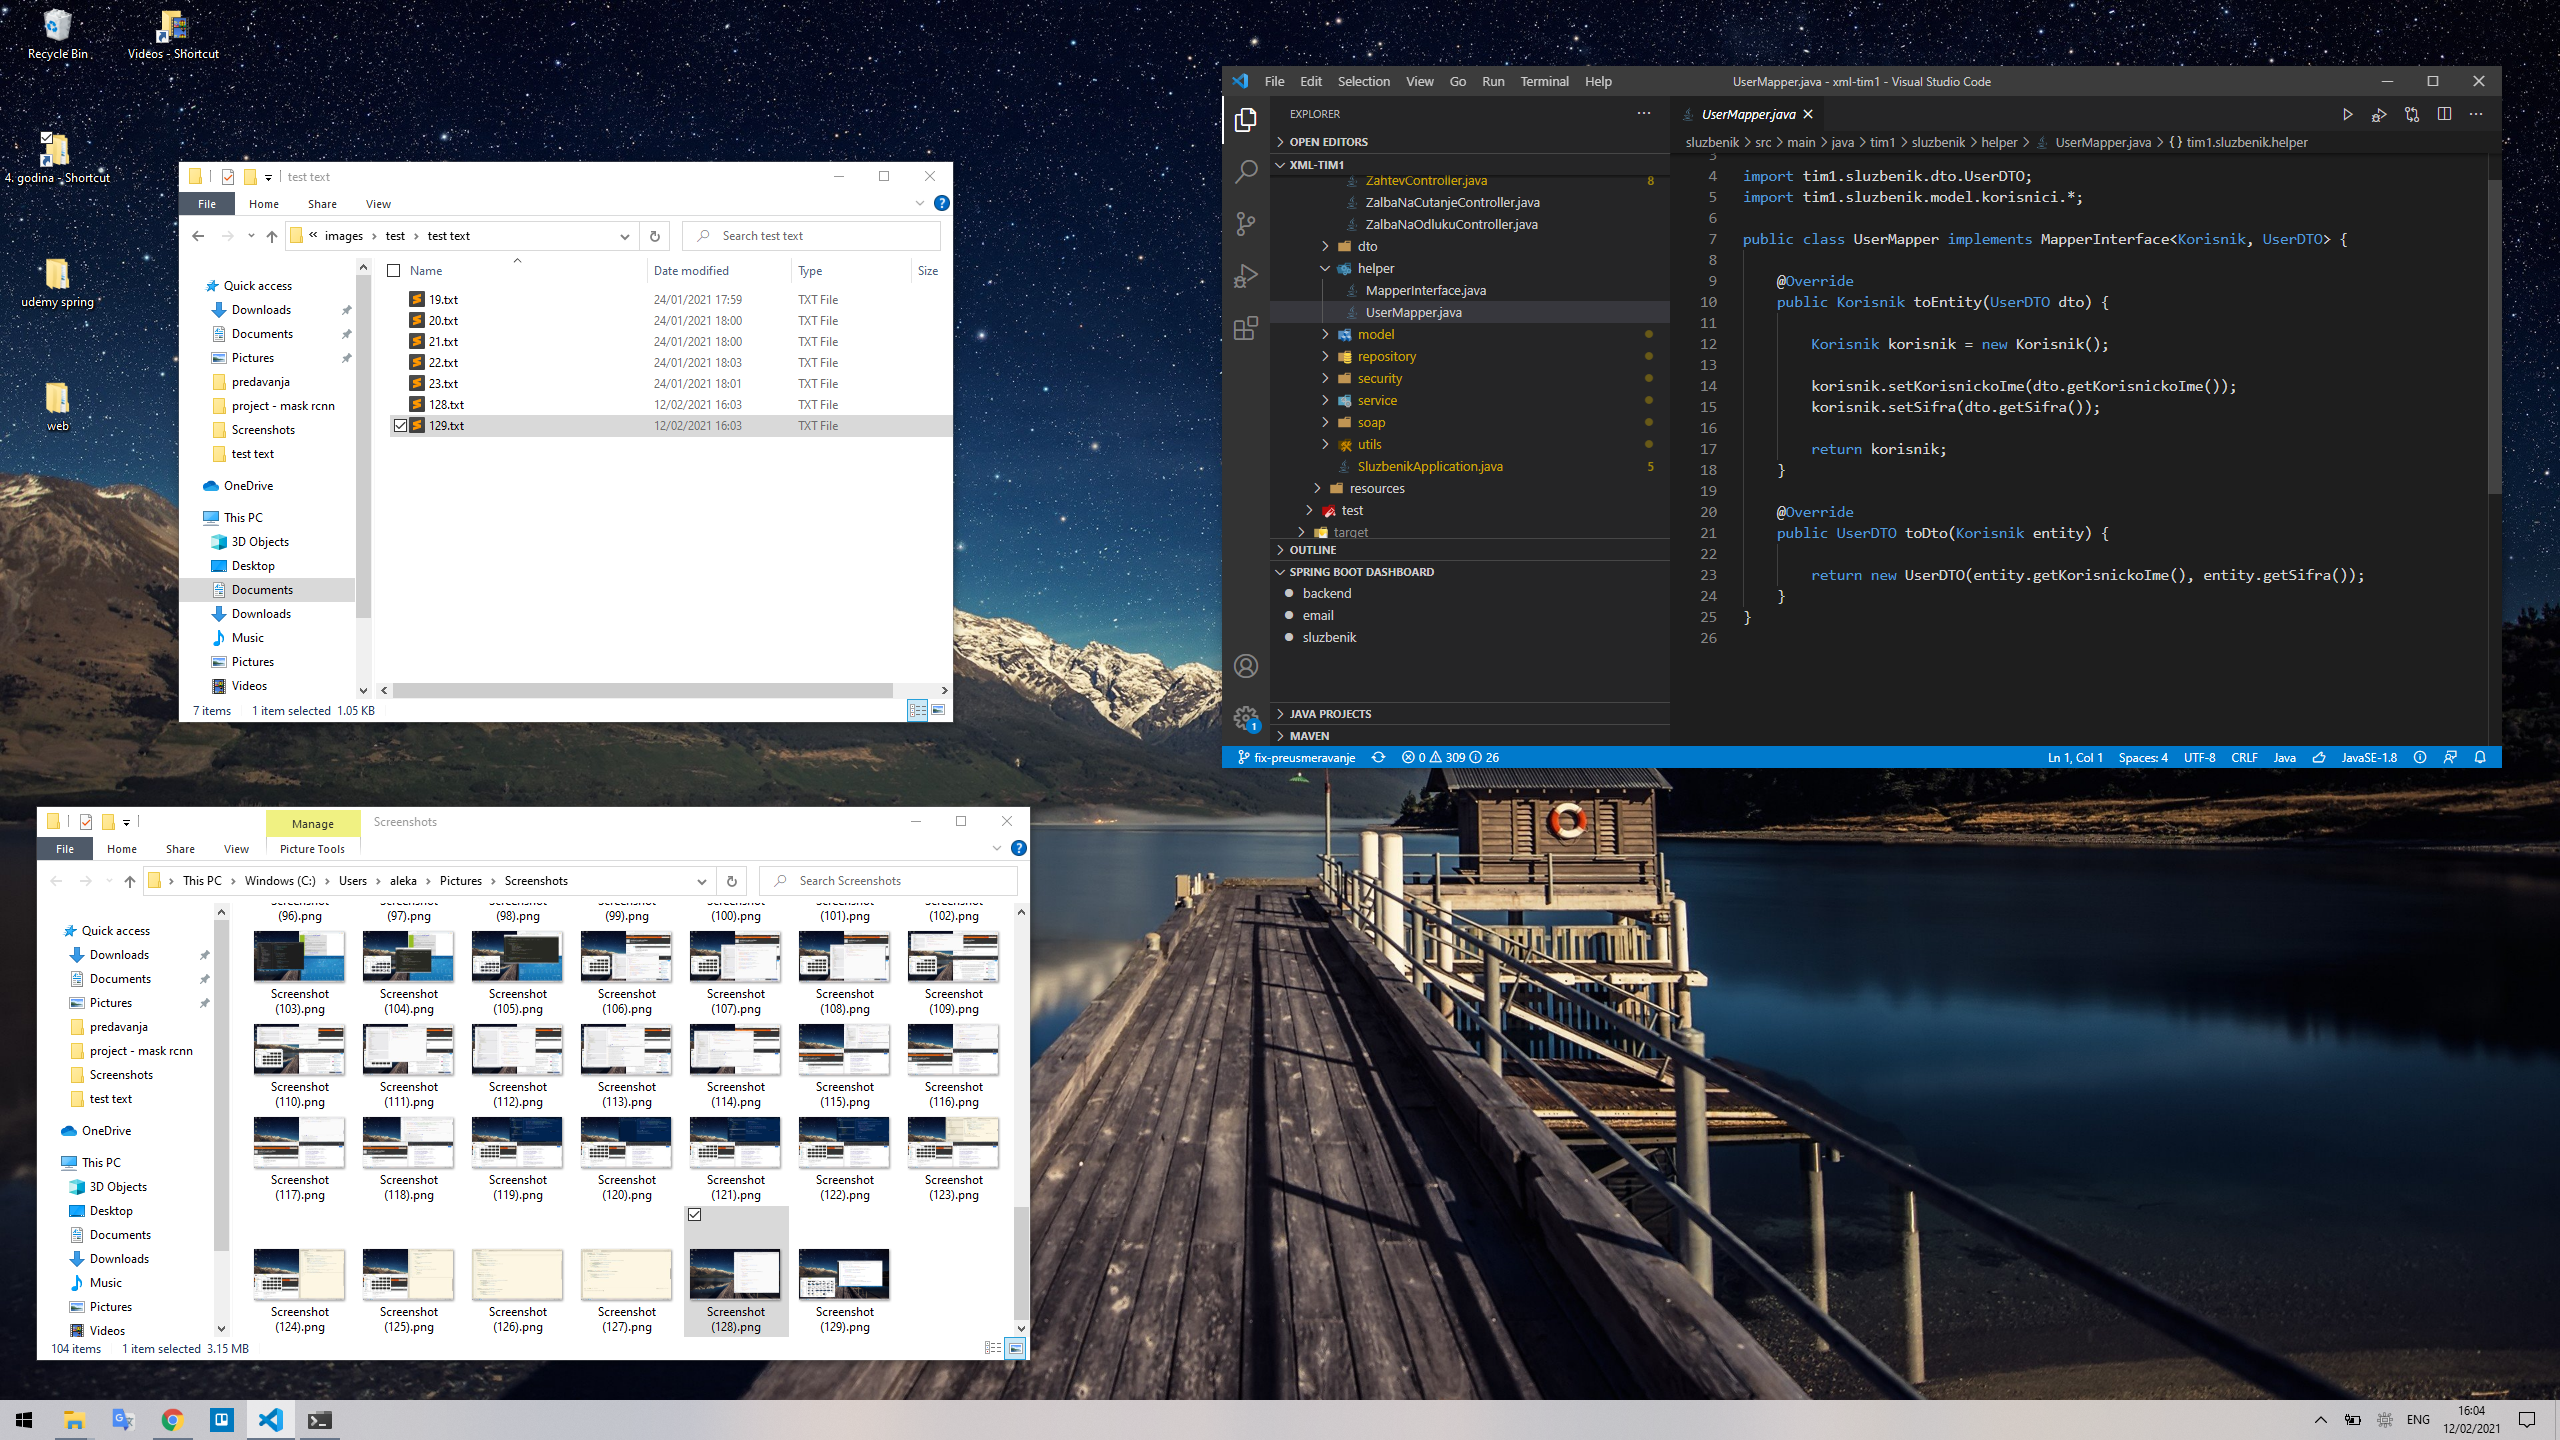 Recycle Bin
Videos - Shortcut
4. godina - Shortcut
udemy spring
web
test text
File Home Share View
« images › test › test text
Search test text
Quick access
Downloads
Documents
Pictures
predavanja
project - mask rcnn
Screenshots
test text
OneDrive
This PC
3D Objects
Desktop
Documents
Downloads
Music
Pictures
Videos
Name Date modified Type Size
19.txt 24/01/2021 17:59 TXT File
20.txt 24/01/2021 18:00 TXT File
21.txt 24/01/2021 18:00 TXT File
22.txt 24/01/2021 18:03 TXT File
23.txt 24/01/2021 18:01 TXT File
128.txt 12/02/2021 16:03 TXT File
129.txt 12/02/2021 16:03 TXT File
7 items 1 item selected 1.05 KB
File Edit Selection View Go Run Terminal Help
UserMapper.java - xml-tim1 - Visual Studio Code
EXPLORER
OPEN EDITORS
XML-TIM1
ZahtevController.java 8
ZalbaNaCutanjeController.java
ZalbaNaOdlukuController.java
dto
helper
MapperInterface.java
UserMapper.java
model
repository
security
service
soap
utils
SluzbenikApplication.java 5
resources
test
target
OUTLINE
SPRING BOOT DASHBOARD
backend
email
sluzbenik
JAVA PROJECTS
MAVEN
1
UserMapper.java
sluzbenik > src > main > java > tim1 > sluzbenik > helper > UserMapper.java > {} tim1.sluzbenik.helper
3
4 import tim1.sluzbenik.dto.UserDTO;
5 import tim1.sluzbenik.model.korisnici.*;
6
7 public class UserMapper implements MapperInterface<Korisnik, UserDTO> {
8
9 @Override
10 public Korisnik toEntity(UserDTO dto) {
11
12 Korisnik korisnik = new Korisnik();
13
14 korisnik.setKorisnickoIme(dto.getKorisnickoIme());
15 korisnik.setSifra(dto.getSifra());
16
17 return korisnik;
18 }
19
20 @Override
21 public UserDTO toDto(Korisnik entity) {
22
23 return new UserDTO(entity.getKorisnickoIme(), entity.getSifra());
24 }
25 }
26
fix-preusmeravanje 0 309 26
Ln 1, Col 1 Spaces: 4 UTF-8 CRLF Java JavaSE-1.8
Manage
Screenshots
File Home Share View Picture Tools
› This PC › Windows (C:) › Users › aleka › Pictures › Screenshots
Search Screenshots
Quick access
Downloads
Documents
Pictures
predavanja
project - mask rcnn
Screenshots
test text
OneDrive
This PC
3D Objects
Desktop
Documents
Downloads
Music
Pictures
Videos
Screenshot (96).png
Screenshot (97).png
Screenshot (98).png
Screenshot (99).png
Screenshot (100).png
Screenshot (101).png
Screenshot (102).png
Screenshot (103).png
Screenshot (104).png
Screenshot (105).png
Screenshot (106).png
Screenshot (107).png
Screenshot (108).png
Screenshot (109).png
Screenshot (110).png
Screenshot (111).png
Screenshot (112).png
Screenshot (113).png
Screenshot (114).png
Screenshot (115).png
Screenshot (116).png
Screenshot (117).png
Screenshot (118).png
Screenshot (119).png
Screenshot (120).png
Screenshot (121).png
Screenshot (122).png
Screenshot (123).png
Screenshot (124).png
Screenshot (125).png
Screenshot (126).png
Screenshot (127).png
Screenshot (128).png
Screenshot (129).png
104 items 1 item selected 3.15 MB
ENG
16:04
12/02/2021